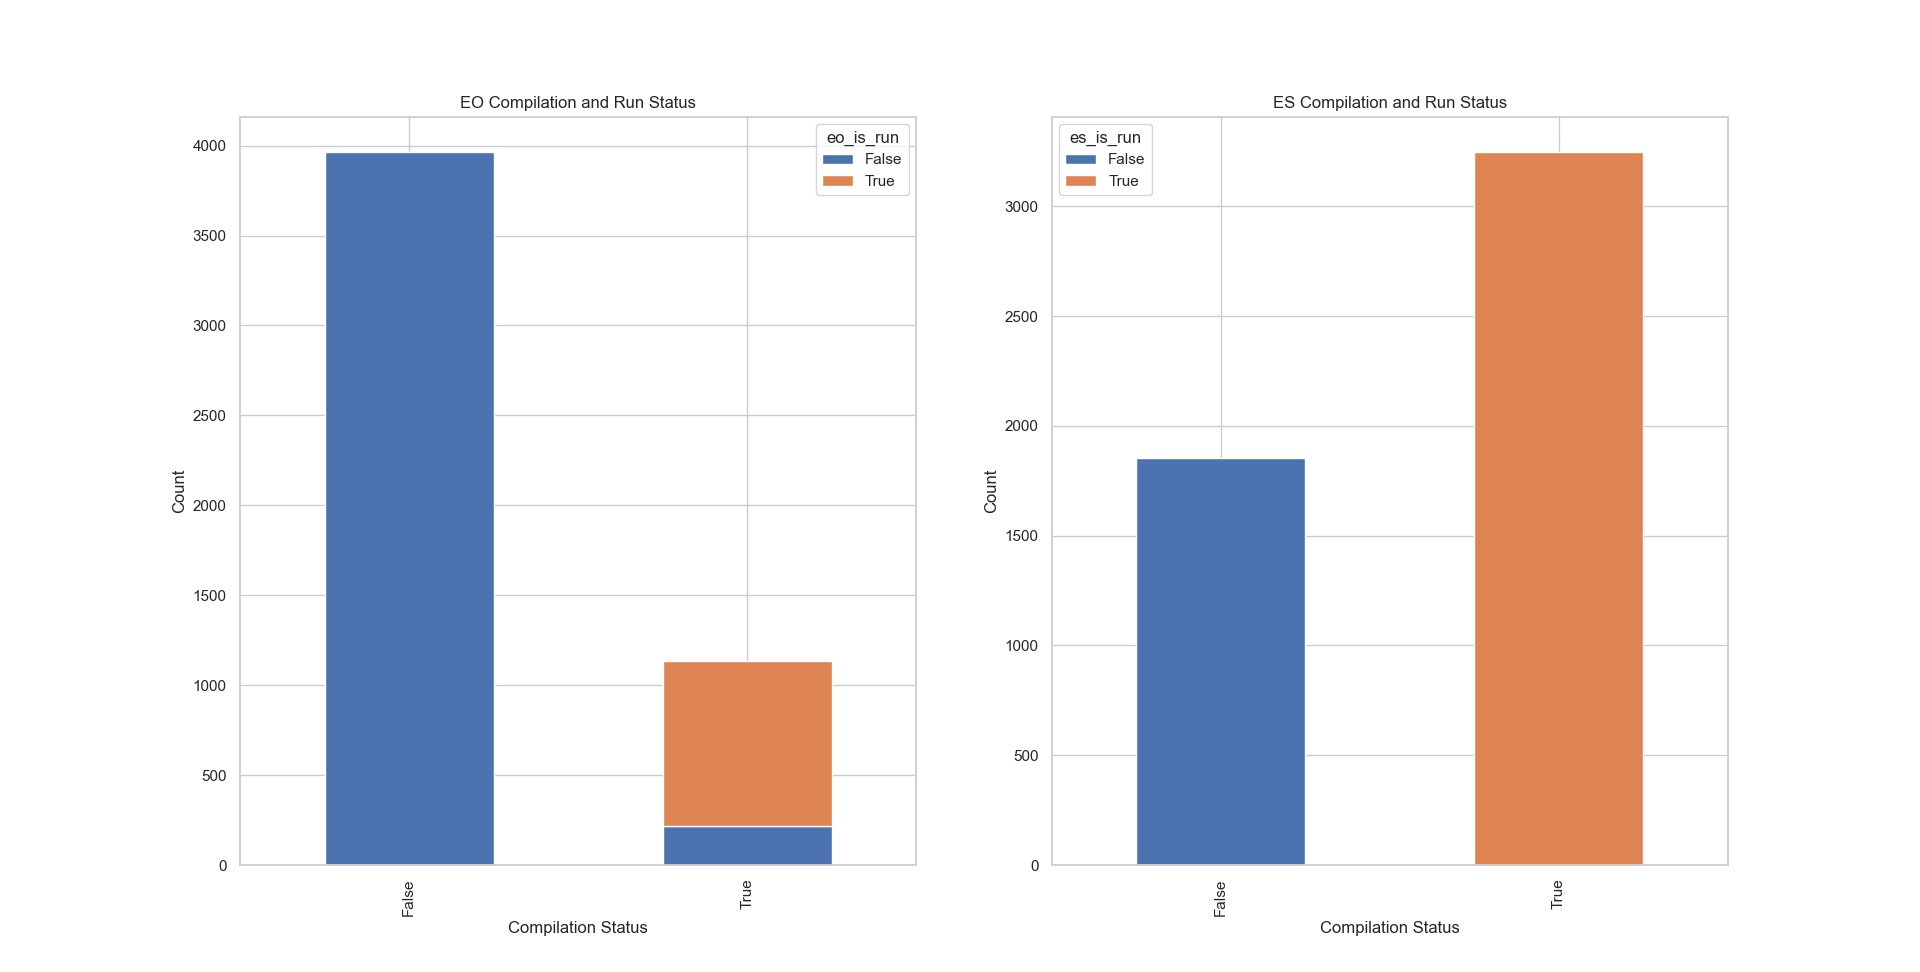 EO Compilation and Run Status
eo_is_run
False
True
4000
3500
3000
2500
2000
1500
1000
500
0
Count
False
True
Compilation Status
ES Compilation and Run Status
es_is_run
False
True
3000
2500
2000
1500
1000
500
0
Count
False
True
Compilation Status